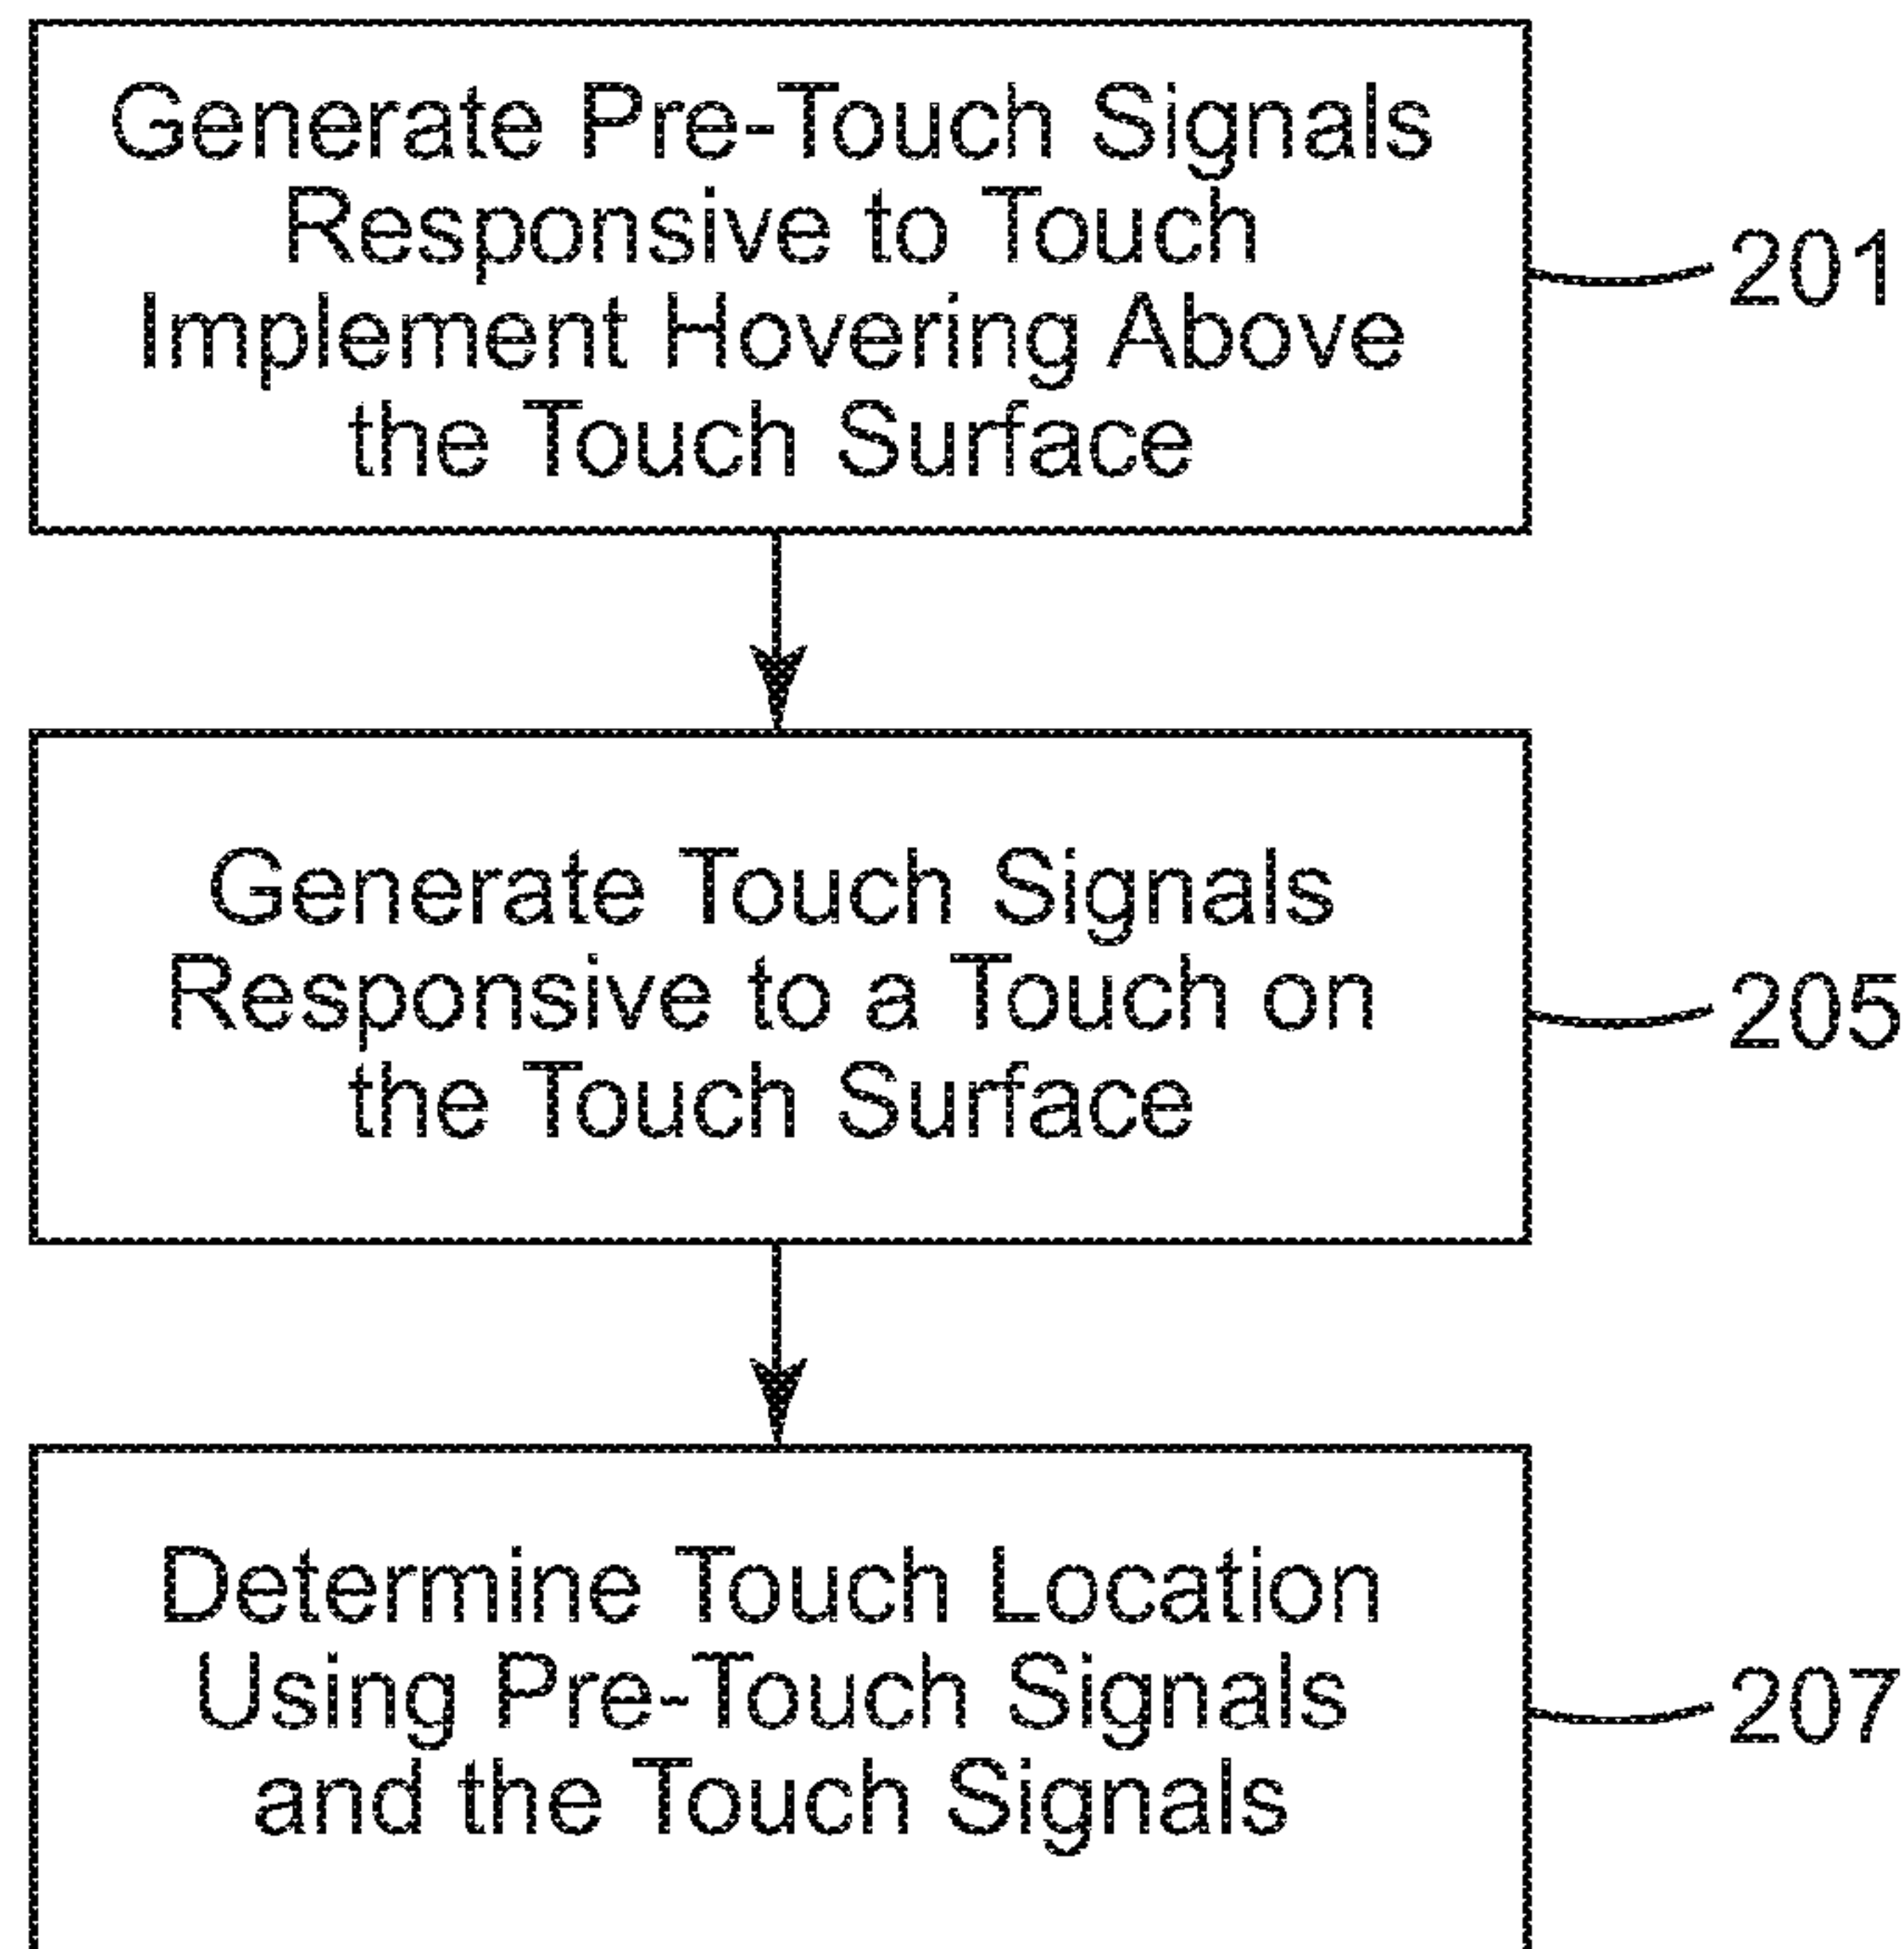 Generate Pre-Touch Signals
Responsive to Touch
Implement Hovering Above
the Touch Surface
201
Generate Touch Signals
Responsive to a Touch on
the Touch Surface
205
Determine Touch Location
Using Pre-Touch Signals
and the Touch Signals
207